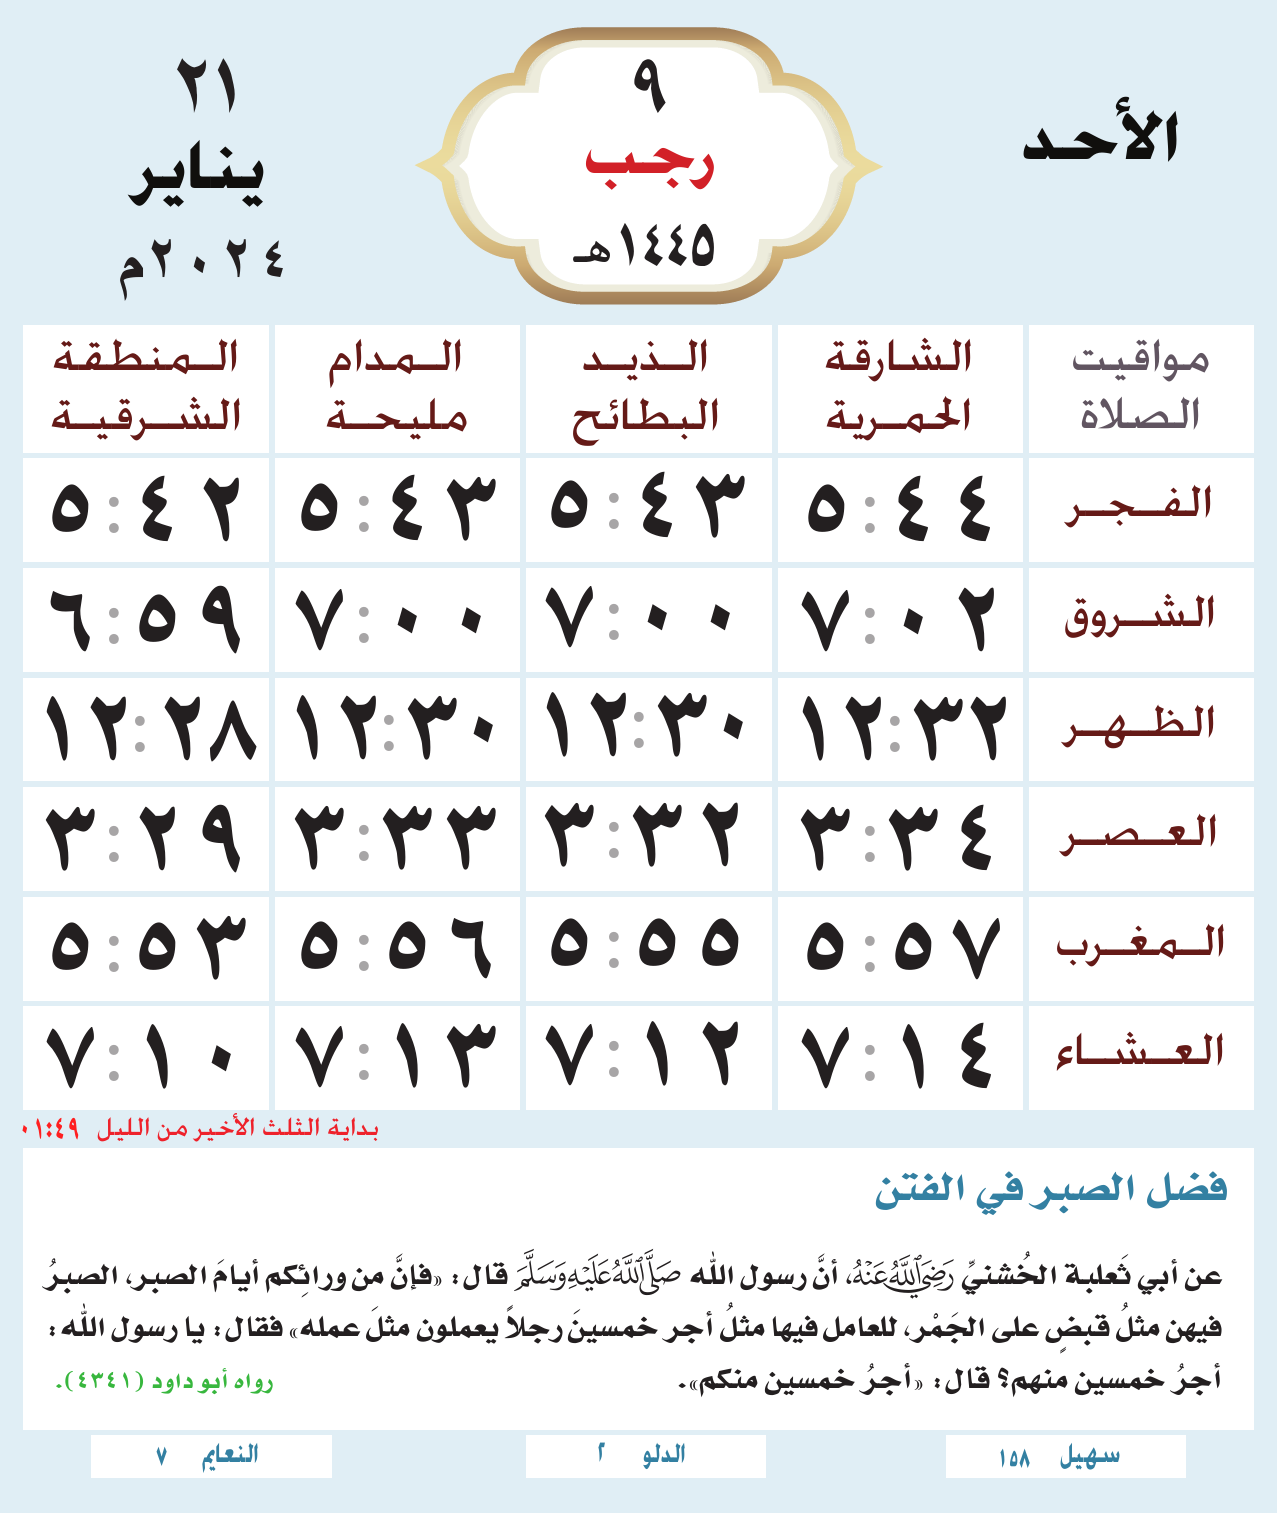 الأحد
٩
رجب
١٤٤٥هـ
٢١
يناير
٢٠٢٤م
مواقيت الصلاة | الشارقة الحمرية | الذيد البطائح | المدام مليحة | المنطقة الشرقية
الفجر | ٥:٤٤ | ٥:٤٣ | ٥:٤٣ | ٥:٤٢
الشروق | ٧:٠٢ | ٧:٠٠ | ٧:٠٠ | ٦:٥٩
الظهر | ١٢:٣٢ | ١٢:٣٠ | ١٢:٣٠ | ١٢:٢٨
العصر | ٣:٣٤ | ٣:٣٢ | ٣:٣٣ | ٣:٢٩
المغرب | ٥:٥٧ | ٥:٥٥ | ٥:٥٦ | ٥:٥٣
العشاء | ٧:١٤ | ٧:١٢ | ٧:١٣ | ٧:١٠
بداية الثلث الأخير من الليل ٠١:٤٩
فضل الصبر في الفتن
عن أبي ثَعلبة الخُشنيِّ رَضِيَ اللَّهُ عَنْهُ، أنَّ رسول الله صَلَّى اللَّهُ عَلَيْهِ وَسَلَّمَ قال: «فإنَّ من ورائِكم أيامَ الصبر، الصبرُ
فيهن مثلُ قبضٍ على الجَمْر، للعامل فيها مثلُ أجر خمسينَ رجلاً يعملون مثلَ عمله» فقال: يا رسول الله:
أجرُ خمسين منهم؟ قال: «أجرُ خمسين منكم». رواه أبو داود (٤٣٤١).
سهيل ١٥٨
الدلو ٢
النعايم ٧